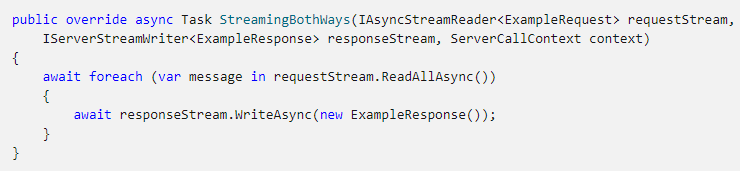 public override async Task StreamingBothWays(IAsyncStreamReader<ExampleRequest> requestStream,
    IServerStreamWriter<ExampleResponse> responseStream, ServerCallContext context)
{
    await foreach (var message in requestStream.ReadAllAsync())
    {
        await responseStream.WriteAsync(new ExampleResponse());
    }
}